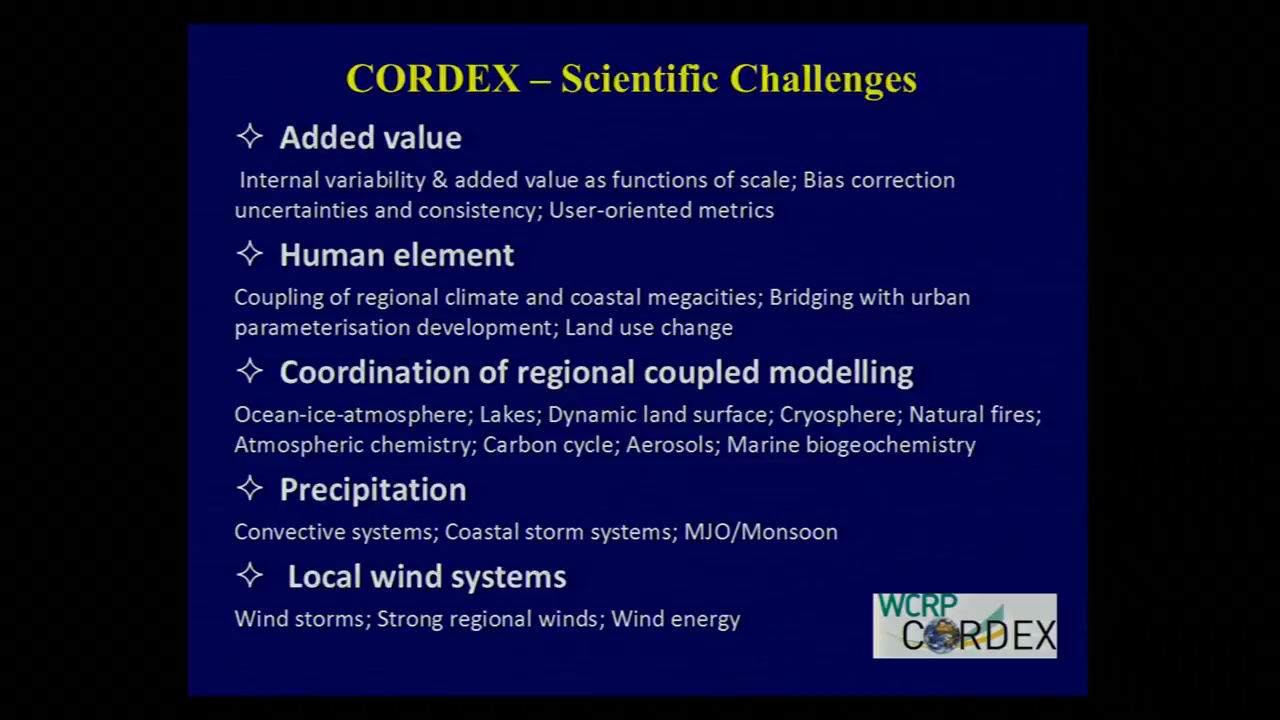 CORDEX – Scientific Challenges
✧ Added value
Internal variability & added value as functions of scale; Bias correction
uncertainties and consistency; User-oriented metrics
✧ Human element
Coupling of regional climate and coastal megacities; Bridging with urban
parameterisation development; Land use change
✧ Coordination of regional coupled modelling
Ocean-ice-atmosphere; Lakes; Dynamic land surface; Cryosphere; Natural fires;
Atmospheric chemistry; Carbon cycle; Aerosols; Marine biogeochemistry
✧ Precipitation
Convective systems; Coastal storm systems; MJO/Monsoon
✧ Local wind systems
Wind storms; Strong regional winds; Wind energy
WCRP
CORDEX